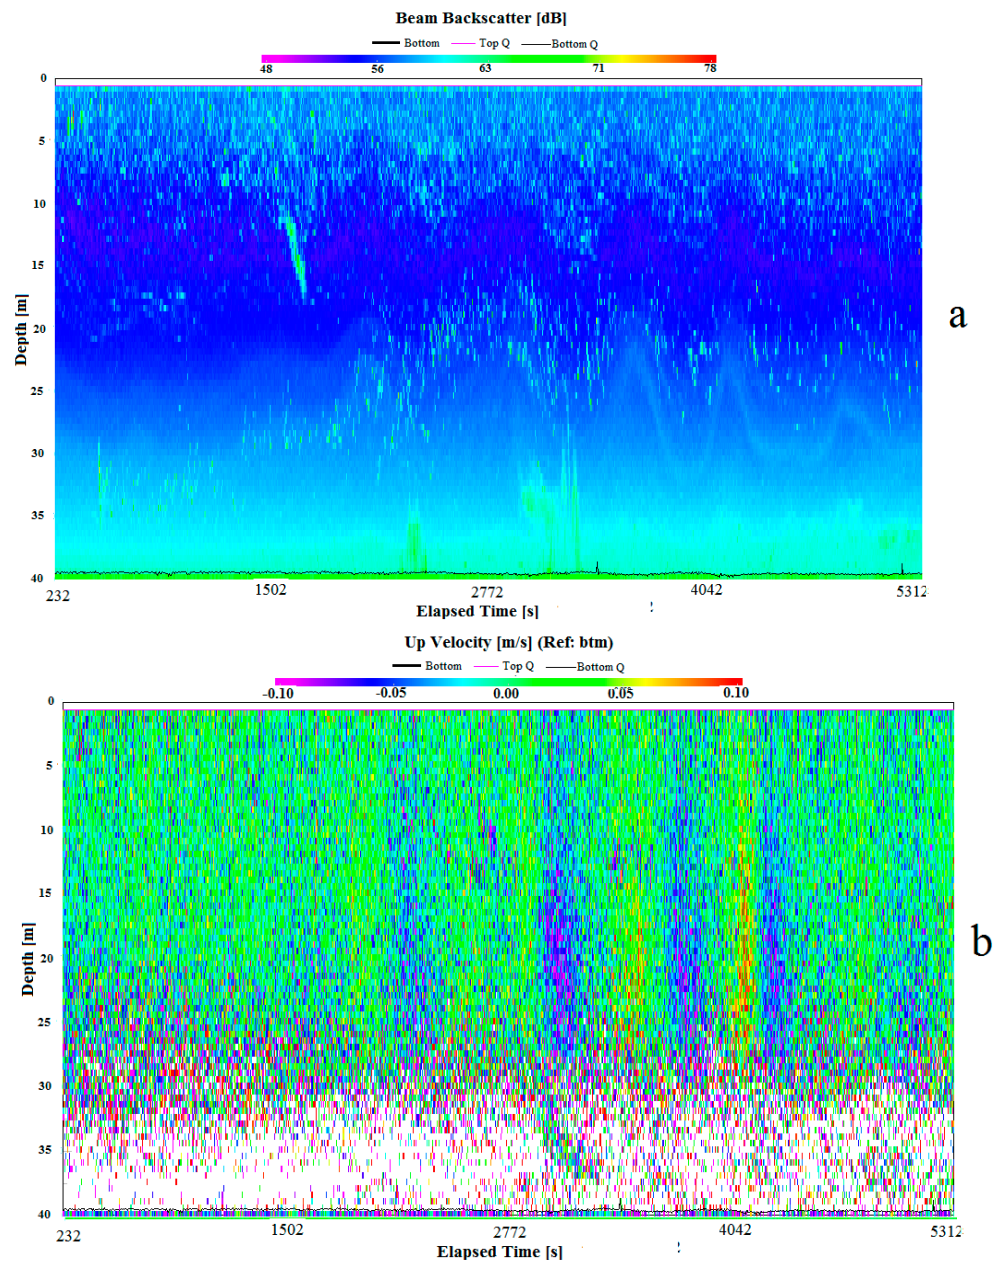 Beam Backscatter [dB]
Bottom Top Q Bottom Q
48 56 63 71 78
0
5
10
15
20
25
30
35
40
Depth [m]
a
232 1502 2772 4042 5312
Elapsed Time [s]
Up Velocity [m/s] (Ref: btm)
Bottom Top Q Bottom Q
-0.10 -0.05 0.00 0.05 0.10
0
5
10
15
20
25
30
35
40
Depth [m]
b
232 1502 2772 4042 5312
Elapsed Time [s]